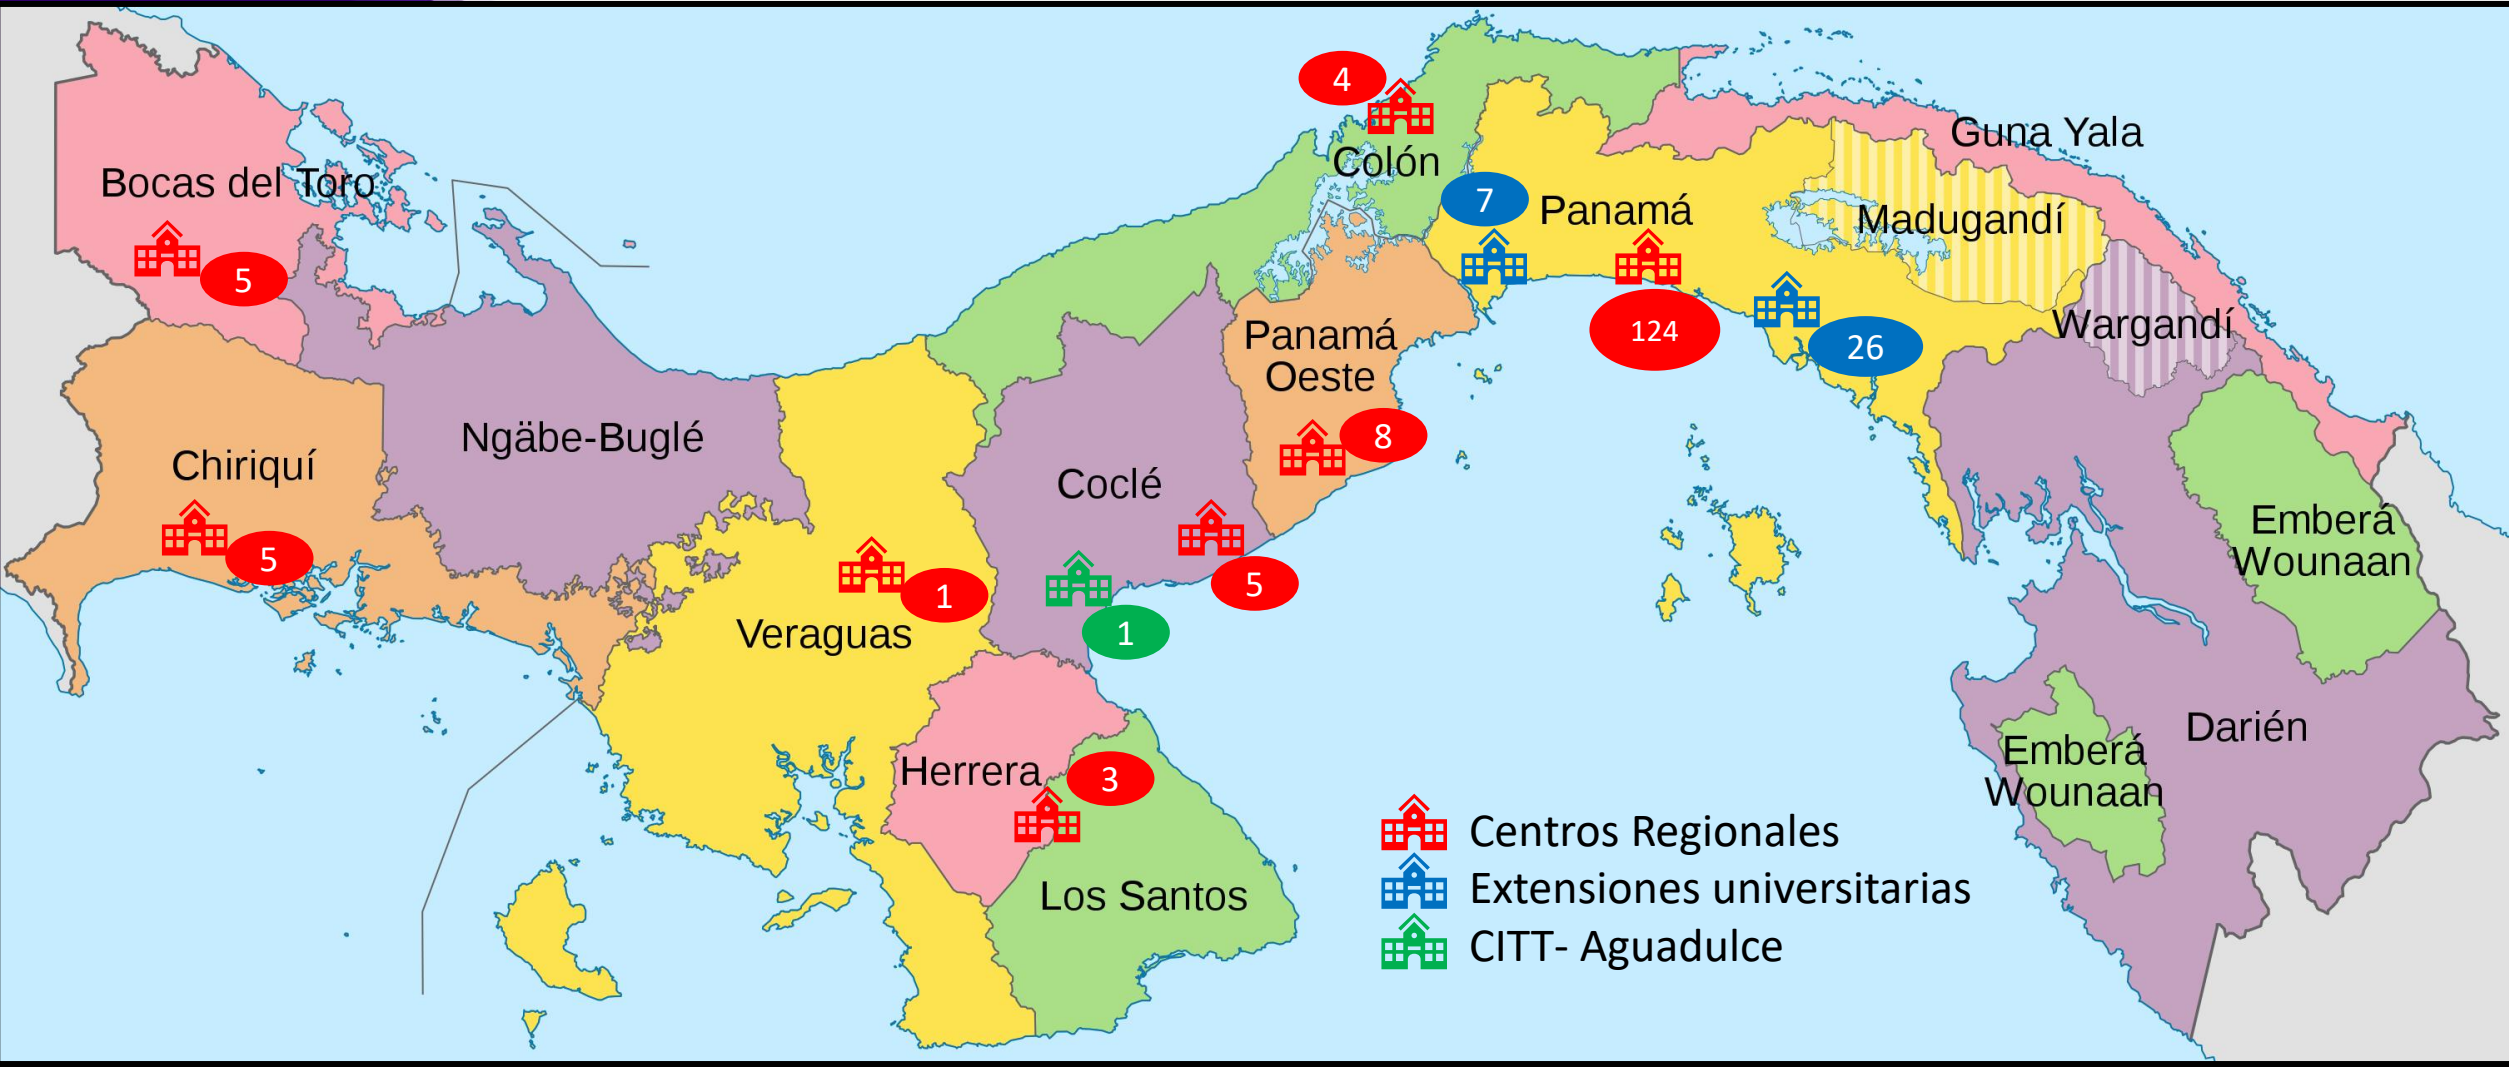 4
Colón
Guna Yala
Bocas del Toro
5
7
Panamá
124
26
Madugandí
Wargandí
Panamá
Oeste
8
Ngäbe-Buglé
Chiriquí
5
Coclé
5
1
1
Veraguas
Emberá
Wounaan
Darién
Emberá
Wounaan
Herrera
3
Los Santos
Centros Regionales
Extensiones universitarias
CITT- Aguadulce